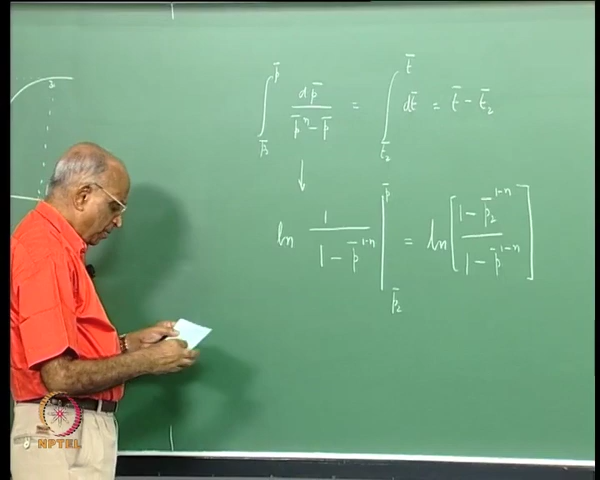 ∫_{p̄₂}^{p̄} dp̄ / (p̄ⁿ - p̄) = ∫_{t̄₂}^{t̄} dt̄ = t̄ - t̄₂
↓
ln 1 / (1 - p̄^{1-n}) |_{p̄₂}^{p̄} = ln [ (1 - p̄₂^{1-n}) / (1 - p̄^{1-n}) ]
NPTEL